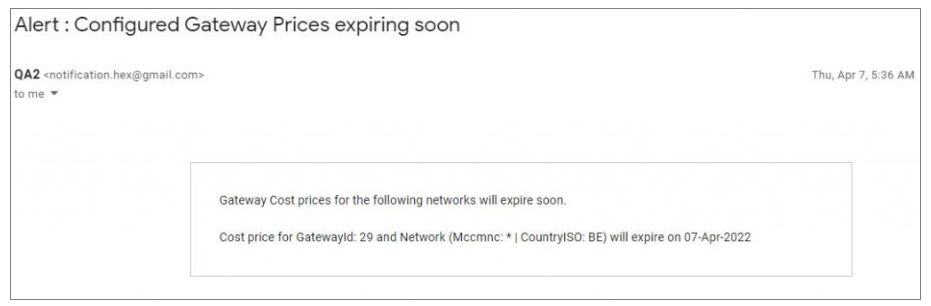 Alert : Configured Gateway Prices expiring soon
QA2 <notification.hex@gmail.com>
Thu, Apr 7, 5:36 AM
to me
Gateway Cost prices for the following networks will expire soon.
Cost price for GatewayId: 29 and Network (Mccmnc: * | CountryISO: BE) will expire on 07-Apr-2022